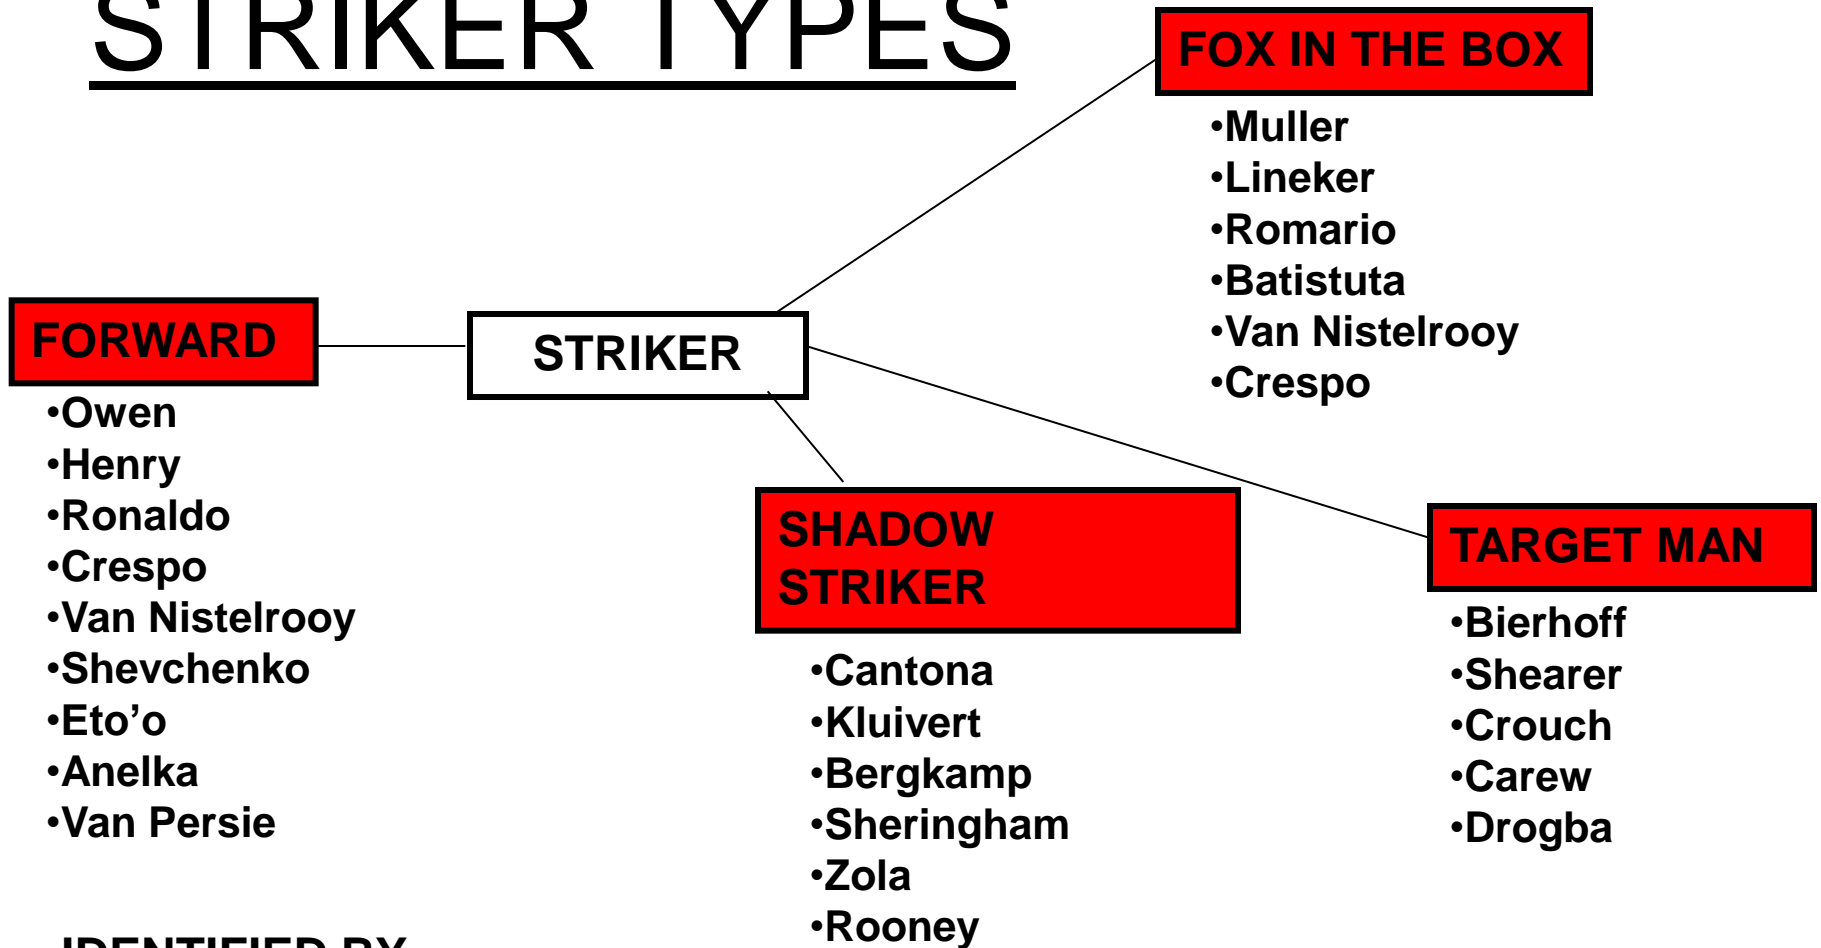 STRIKER TYPES
FOX IN THE BOX
•Muller
•Lineker
•Romario
•Batistuta
•Van Nistelrooy
•Crespo
FORWARD
•Owen
•Henry
•Ronaldo
•Crespo
•Van Nistelrooy
•Shevchenko
•Eto’o
•Anelka
•Van Persie
STRIKER
SHADOW
STRIKER
•Cantona
•Kluivert
•Bergkamp
•Sheringham
•Zola
•Rooney
TARGET MAN
•Bierhoff
•Shearer
•Crouch
•Carew
•Drogba
IDENTIFIED BY